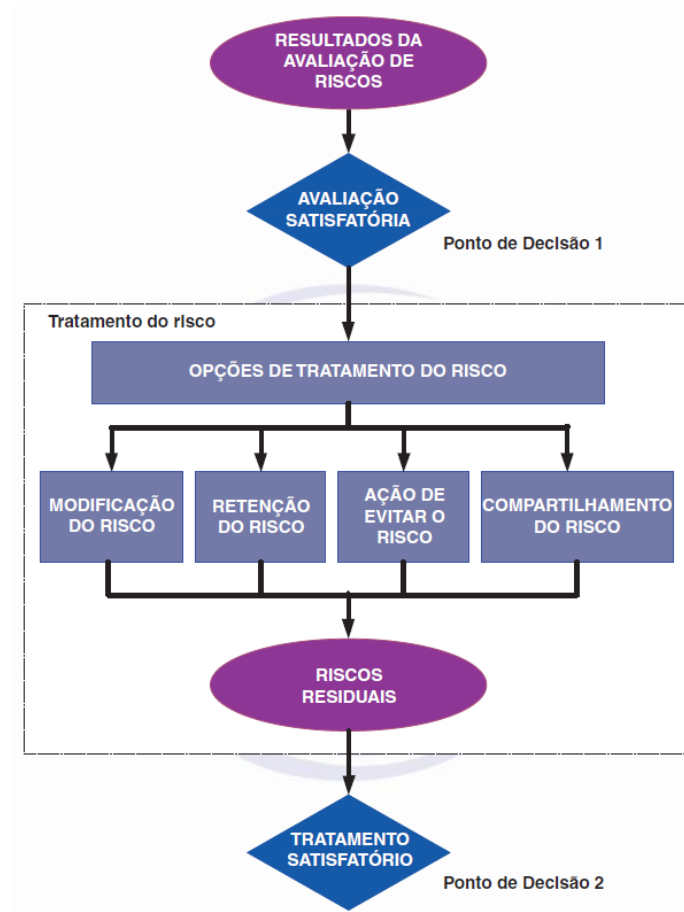 RESULTADOS DA
AVALIAÇÃO DE
RISCOS
AVALIAÇÃO
SATISFATÓRIA
Ponto de Decisão 1
Tratamento do risco
OPÇÕES DE TRATAMENTO DO RISCO
MODIFICAÇÃO
DO RISCO
RETENÇÃO
DO RISCO
AÇÃO DE
EVITAR O
RISCO
COMPARTILHAMENTO
DO RISCO
RISCOS
RESIDUAIS
TRATAMENTO
SATISFATÓRIO
Ponto de Decisão 2